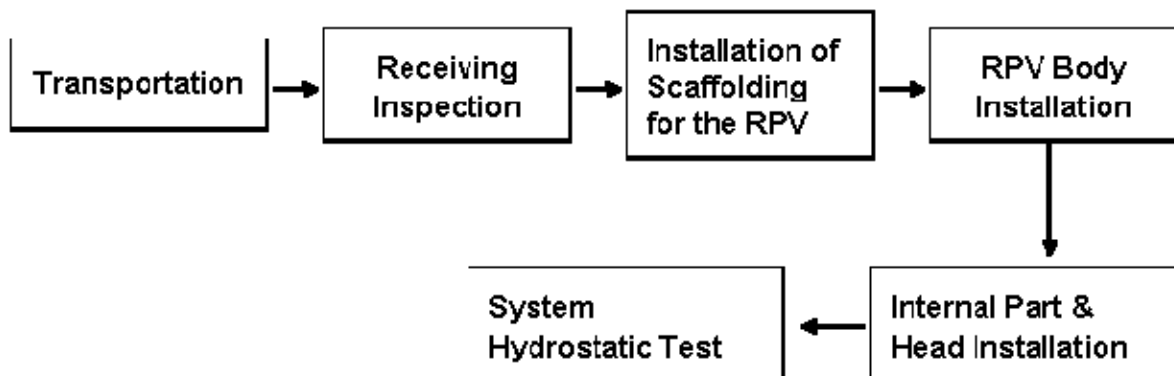 Transportation
Receiving
Inspection
Installation of
Scaffolding
for the RPV
RPV Body
Installation
Internal Part &
Head Installation
System
Hydrostatic Test